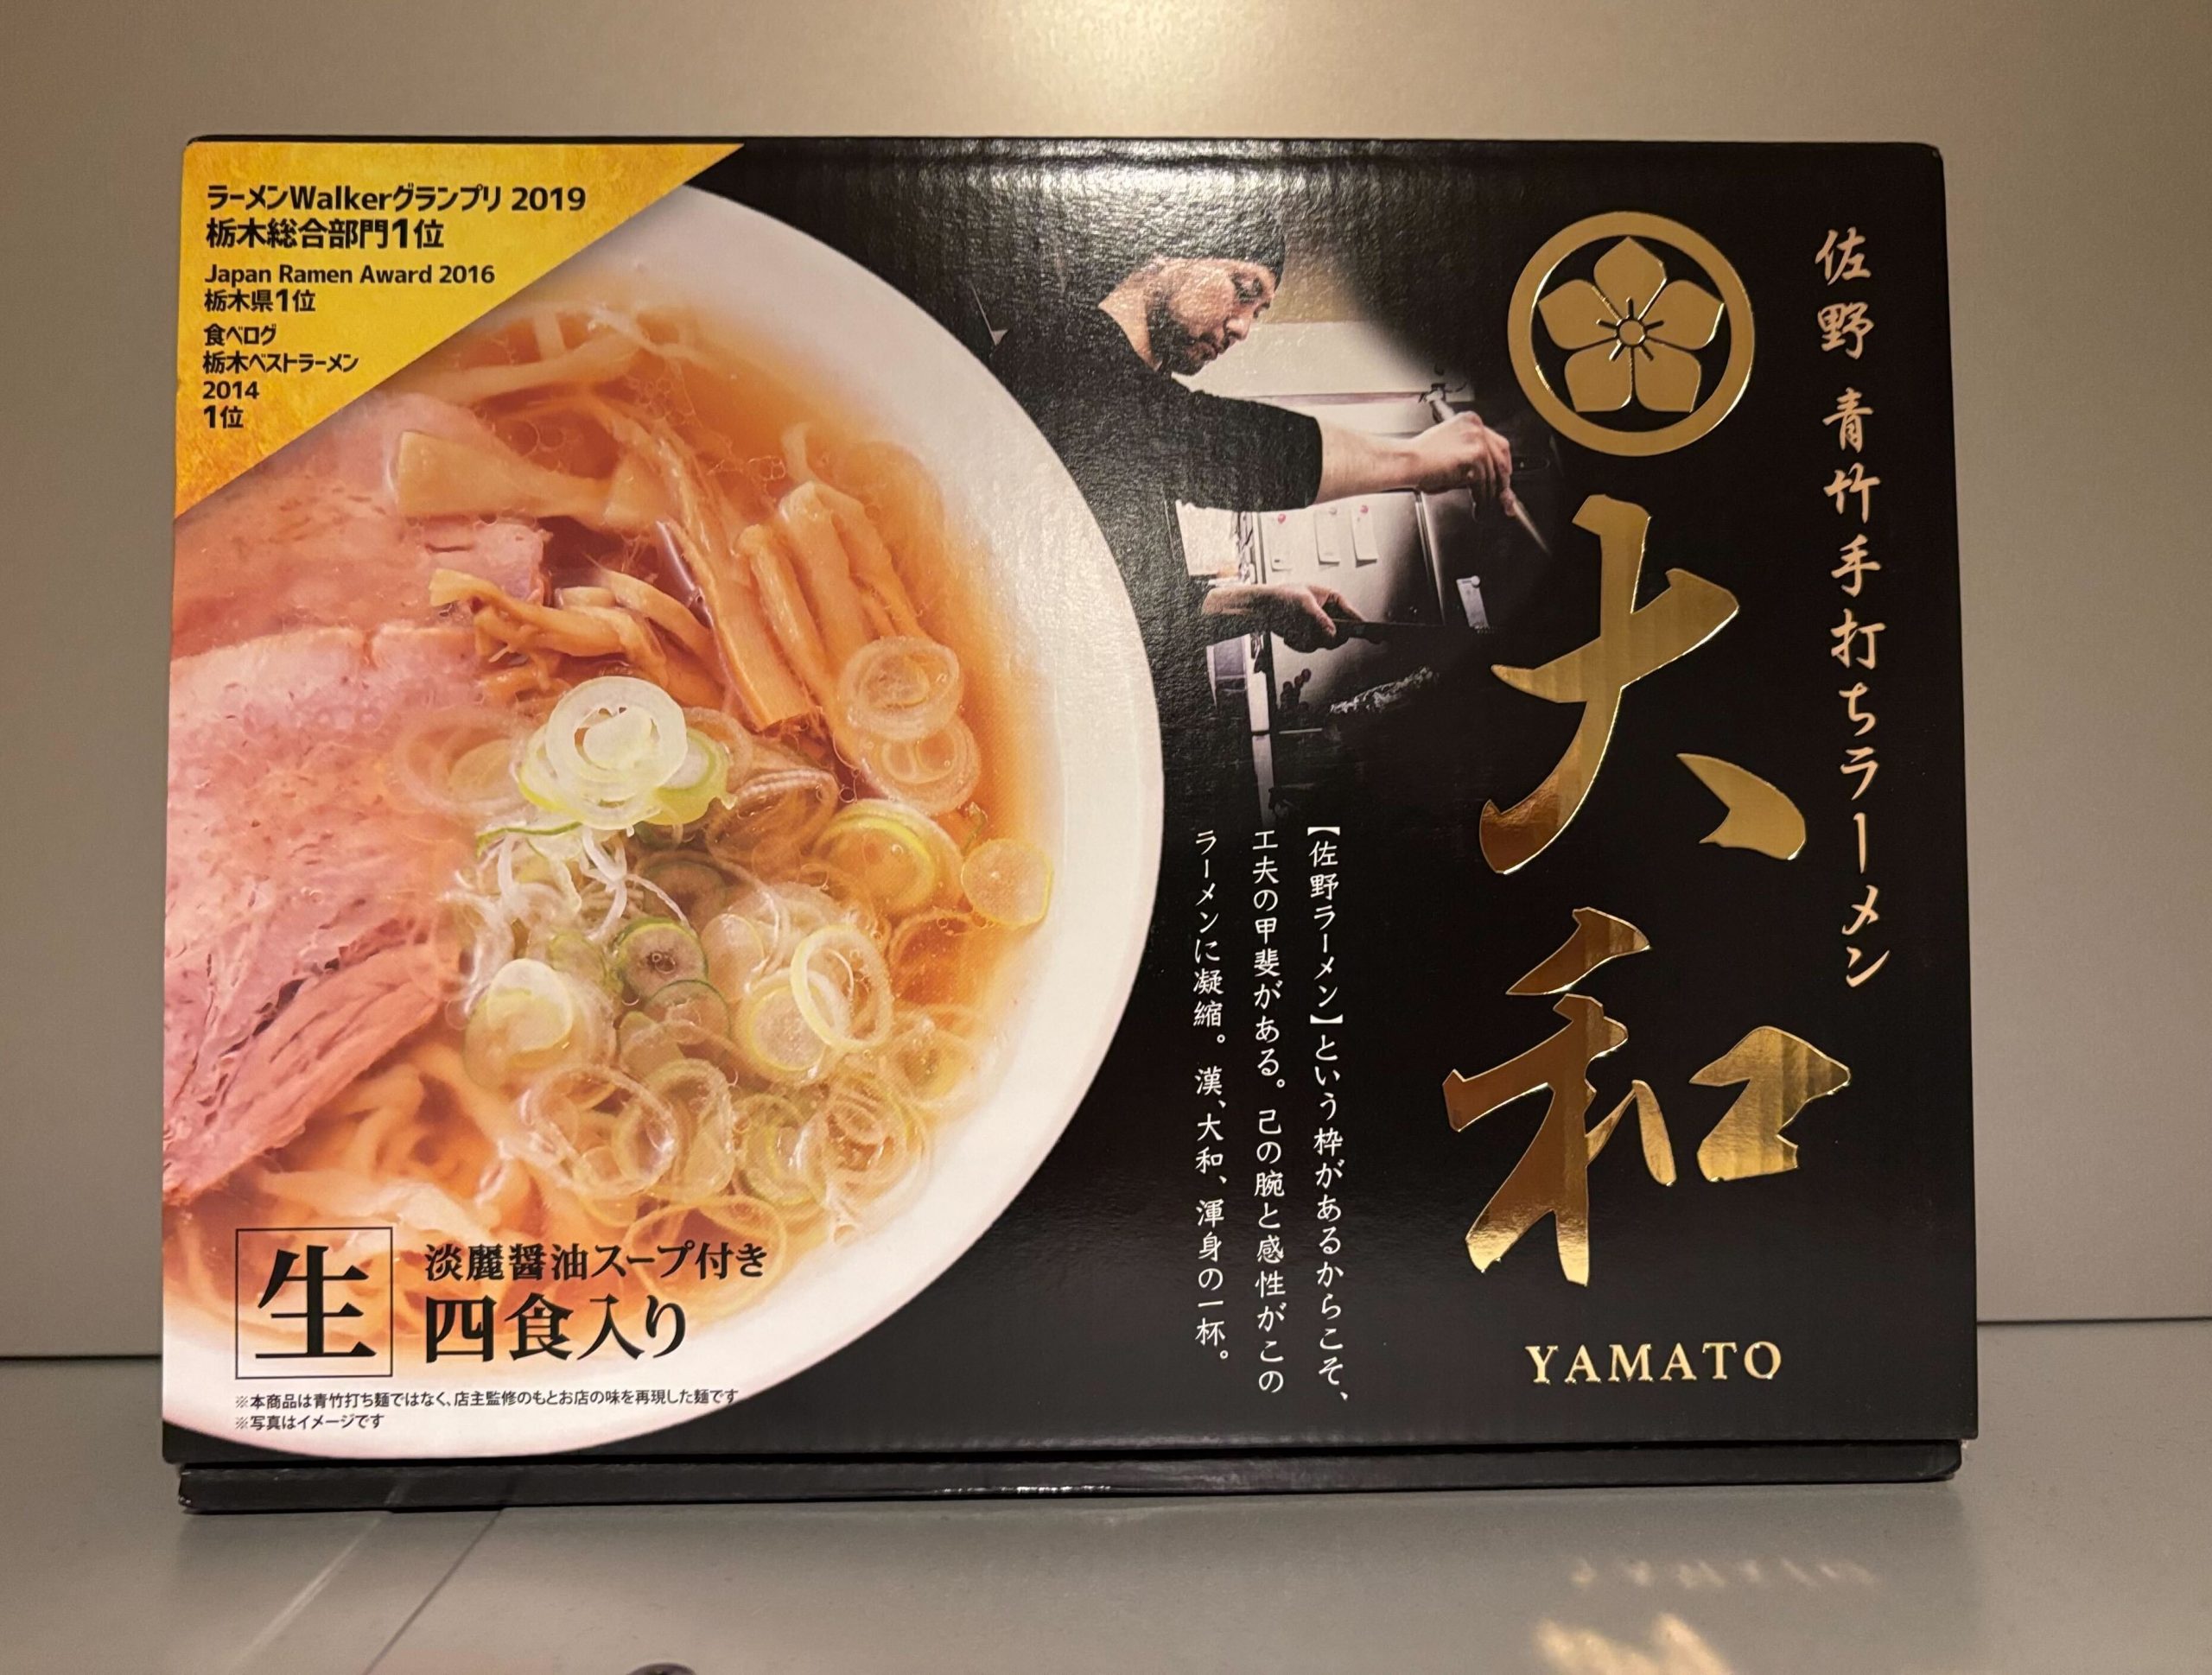 ラーメンWalkerグランプリ 2019
栃木総合部門1位
Japan Ramen Award 2016
栃木県1位
食べログ
栃木ベストラーメン
2014
1位
佐野 青竹手打ちラーメン
大和
YAMATO
【佐野ラーメン】という枠があるからこそ、
工夫の甲斐がある。己の腕と感性がこの
ラーメンに凝縮。漢、大和、渾身の一杯。
生
淡麗醤油スープ付き
四食入り
※本商品は青竹打ち麺ではなく、店主監修のもとお店の味を再現した麺です
※写真はイメージです